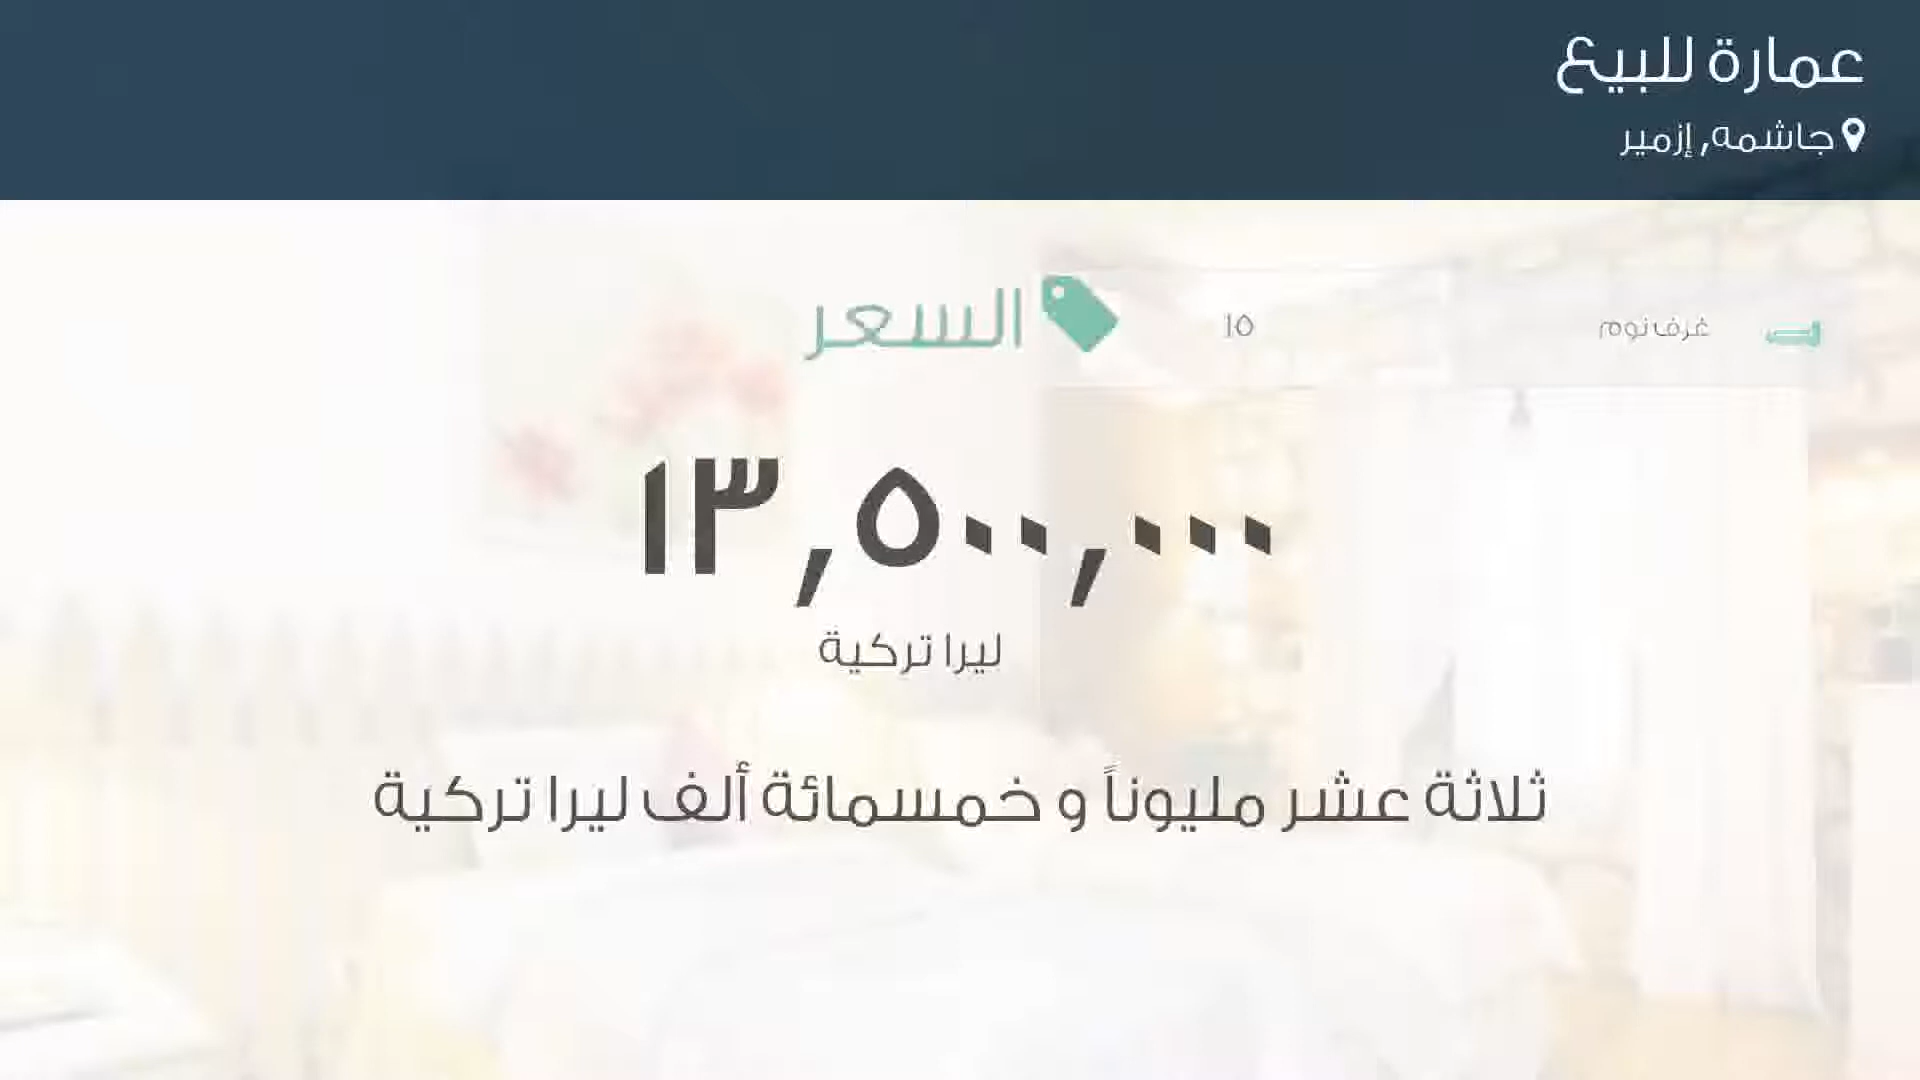 عمارة للبيع
جاشمه, إزمير
غرف نوم
١٥
السعر
١٣,٥٠٠,٠٠٠
ليرا تركية
ثلاثة عشر مليوناً و خمسمائة ألف ليرا تركية